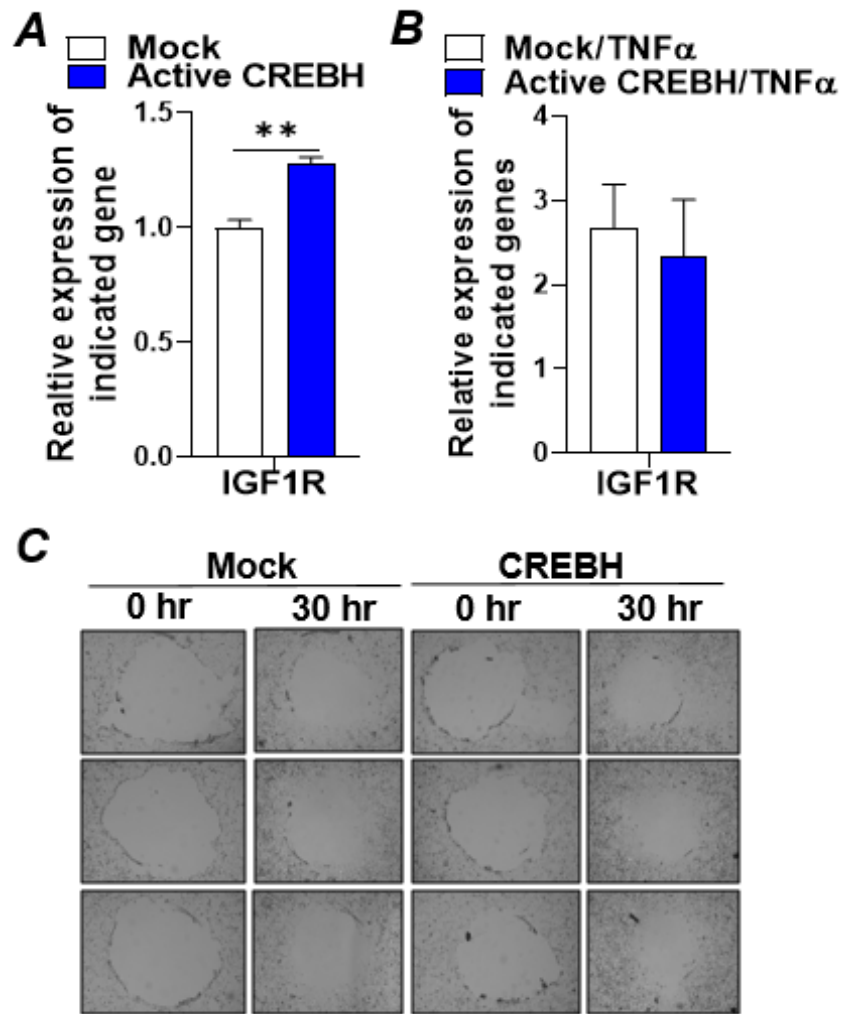 A
Mock
Active CREBH
Realtive expression of
indicated gene
1.5
1.0
0.5
0.0
**
IGF1R
B
Mock/TNFα
Active CREBH/TNFα
Relative expression of
indicated genes
4
3
2
1
0
IGF1R
C
Mock
CREBH
0 hr
30 hr
0 hr
30 hr